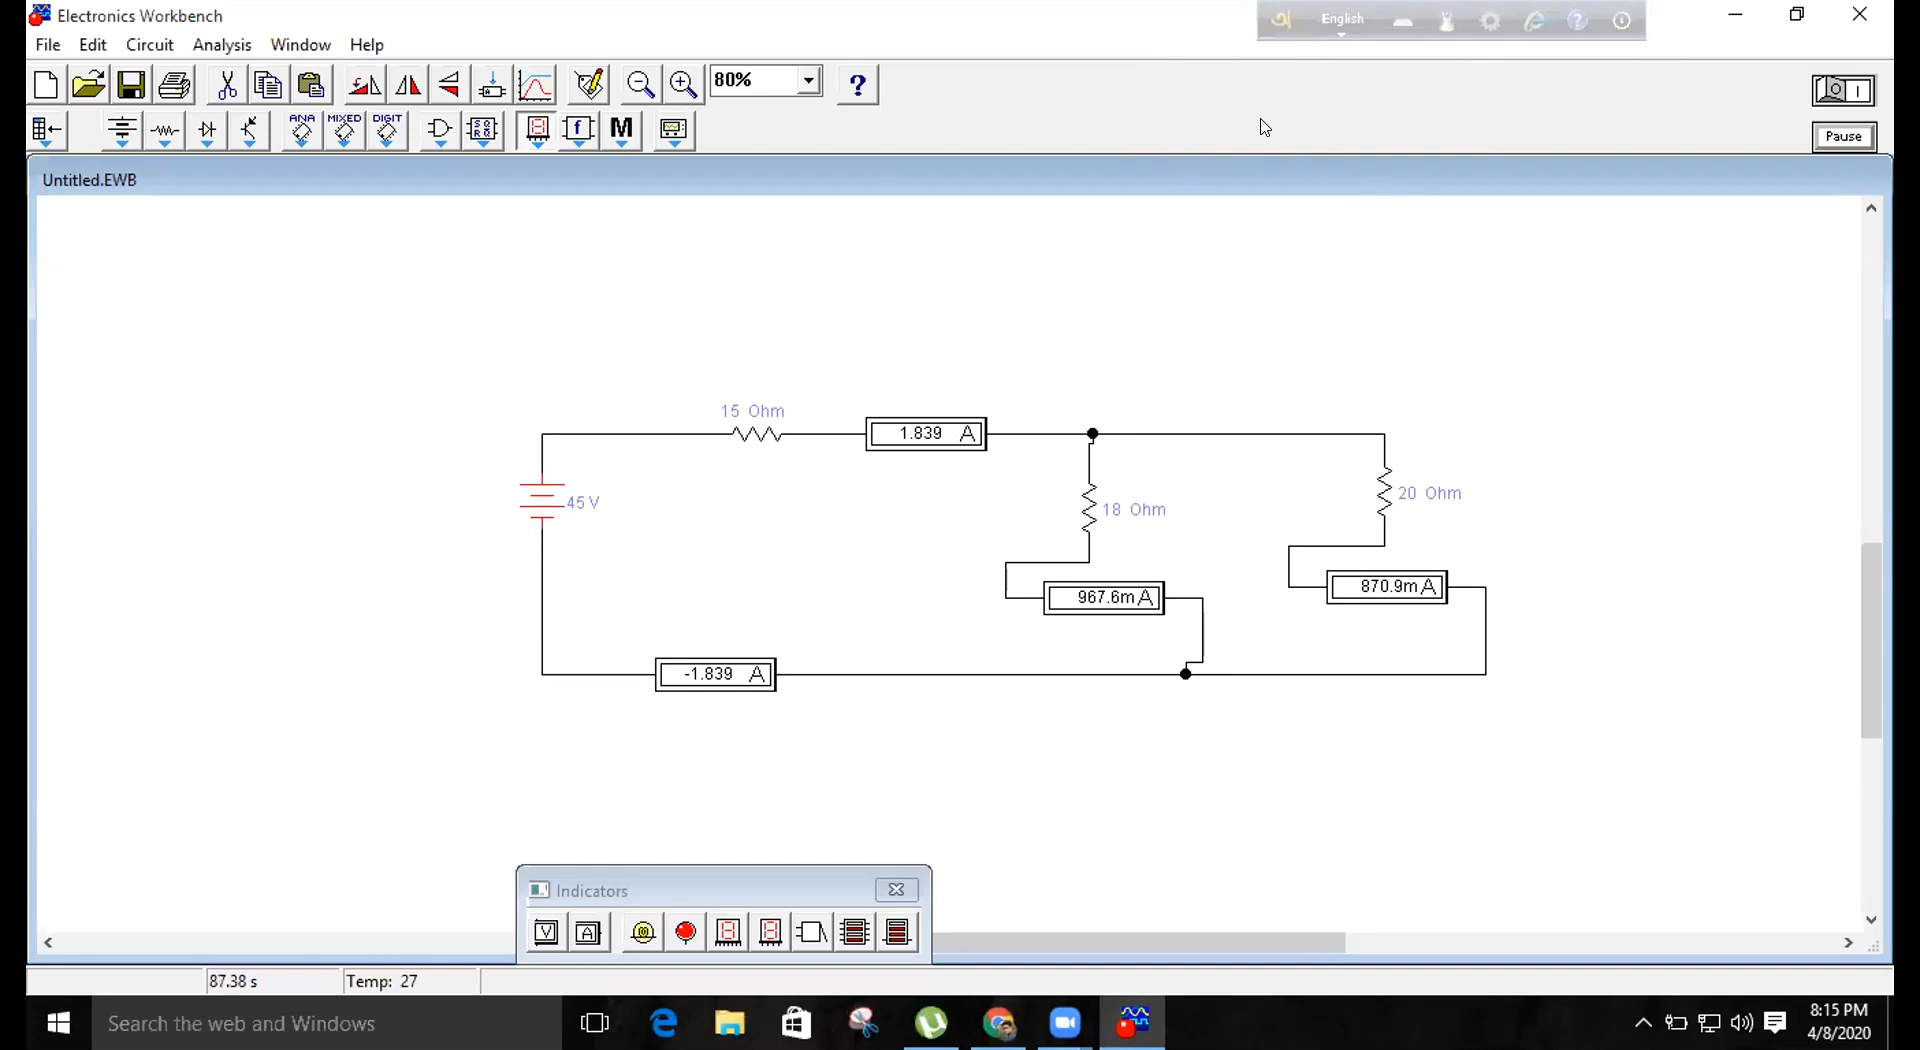 Electronics Workbench
English
File Edit Circuit Analysis Window Help
80%
?
ANA MIXED DIGIT
f
M
Pause
Untitled.EWB
15 Ohm
1.839 A
45 V
18 Ohm
20 Ohm
967.6m A
870.9m A
-1.839 A
Indicators
V A
87.38 s
Temp: 27
Search the web and Windows
8:15 PM
4/8/2020